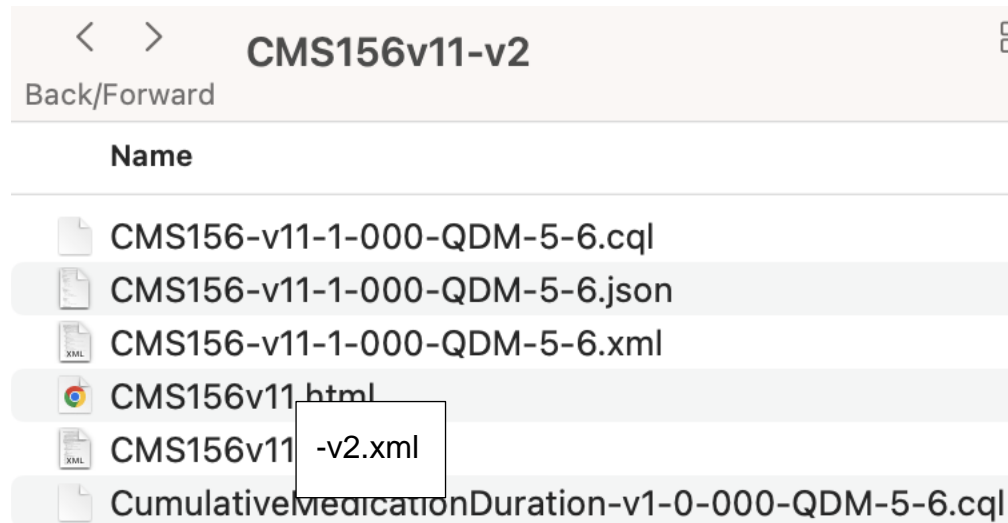 CMS156v11-v2
Back/Forward
Name
CMS156-v11-1-000-QDM-5-6.cql
CMS156-v11-1-000-QDM-5-6.json
XML CMS156-v11-1-000-QDM-5-6.xml
CMS156v11.html
XML CMS156v11-v2.xml
CumulativeMedicationDuration-v1-0-000-QDM-5-6.cql